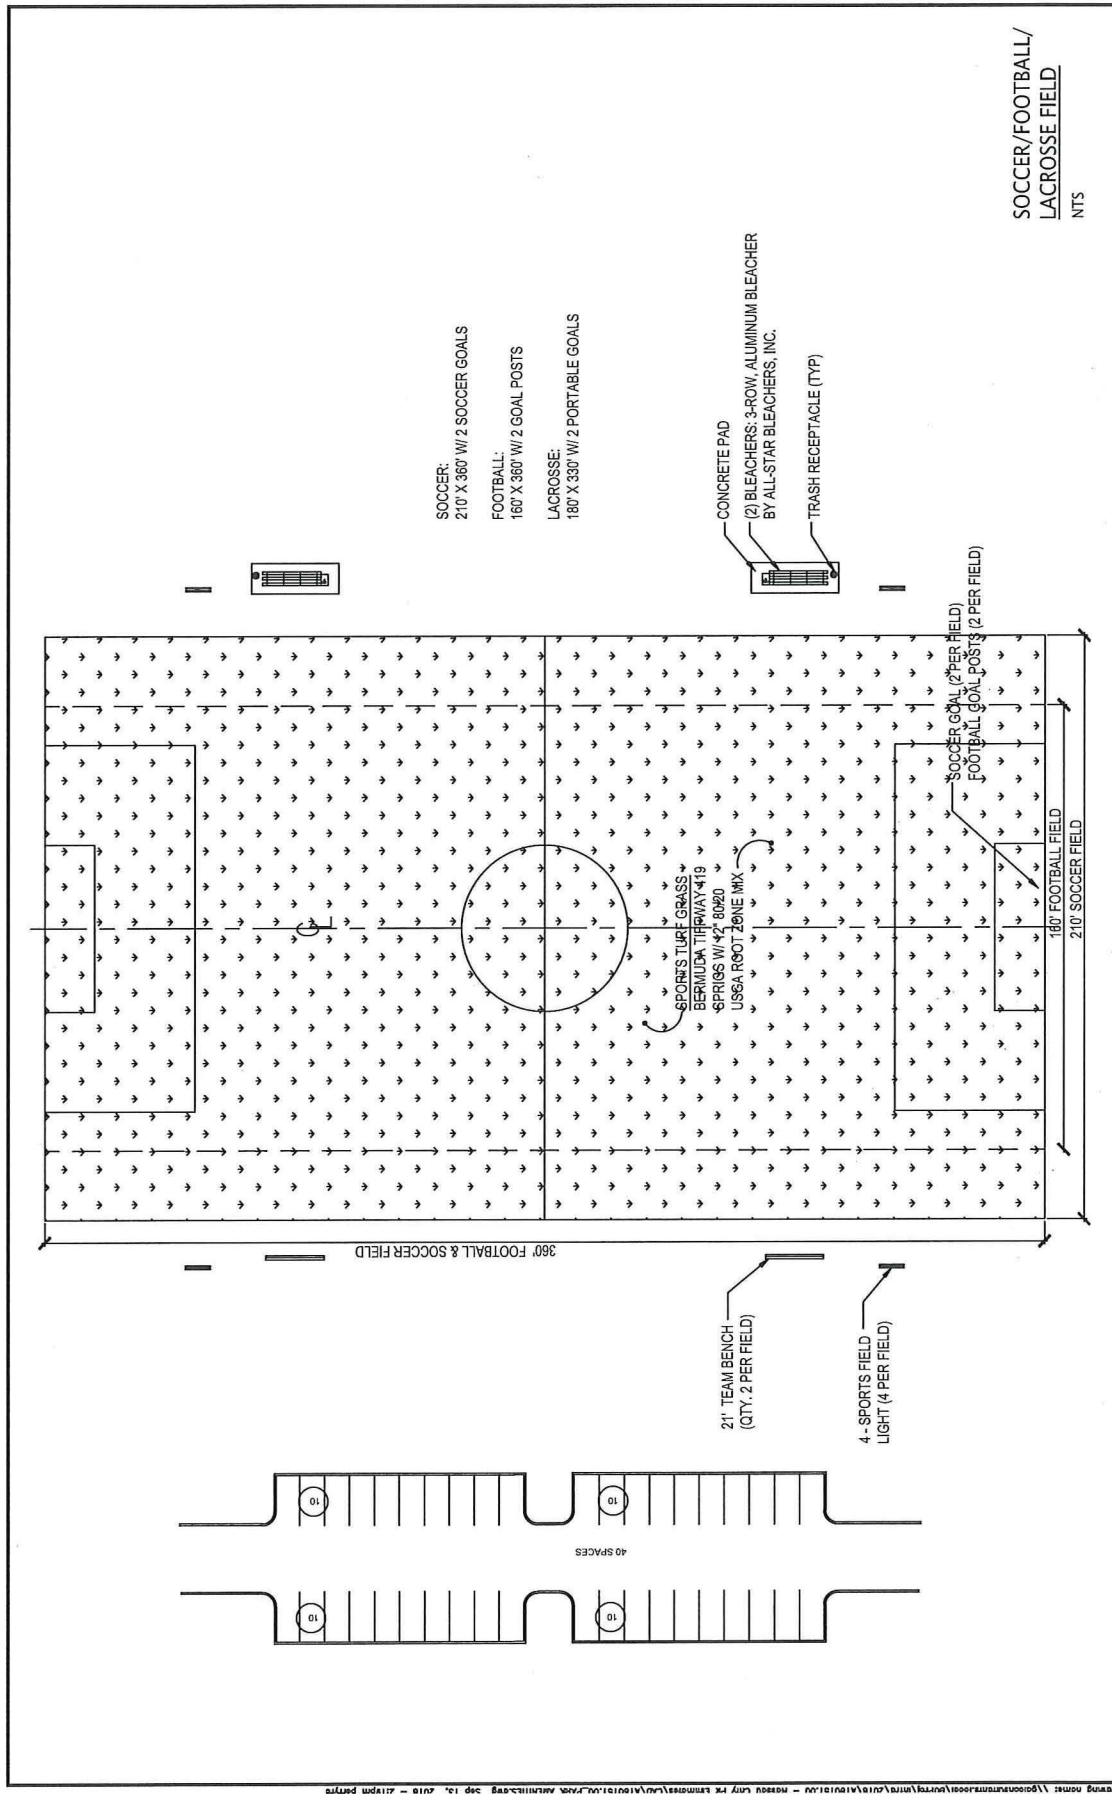 SOCCER/FOOTBALL/
LACROSSE FIELD
NTS
SOCCER:
210' X 360' W/ 2 SOCCER GOALS
FOOTBALL:
160' X 360' W/ 2 GOAL POSTS
LACROSSE:
180' X 330' W/ 2 PORTABLE GOALS
CONCRETE PAD
(2) BLEACHERS: 3-ROW, ALUMINUM BLEACHER
BY ALL-STAR BLEACHERS, INC.
TRASH RECEPTACLE (TYP)
SOCCER GOAL (2 PER FIELD)
FOOTBALL GOAL POSTS (2 PER FIELD)
CL
SPORTS TURF GRASS
BERMUDA TIFFWAY 419
SPRIGS W/ 12" 80/20
USGA ROOT ZONE MIX
160' FOOTBALL FIELD
210' SOCCER FIELD
360' FOOTBALL & SOCCER FIELD
21' TEAM BENCH
(QTY. 2 PER FIELD)
4 - SPORTS FIELD
LIGHT (4 PER FIELD)
10
10
40 SPACES
10
10